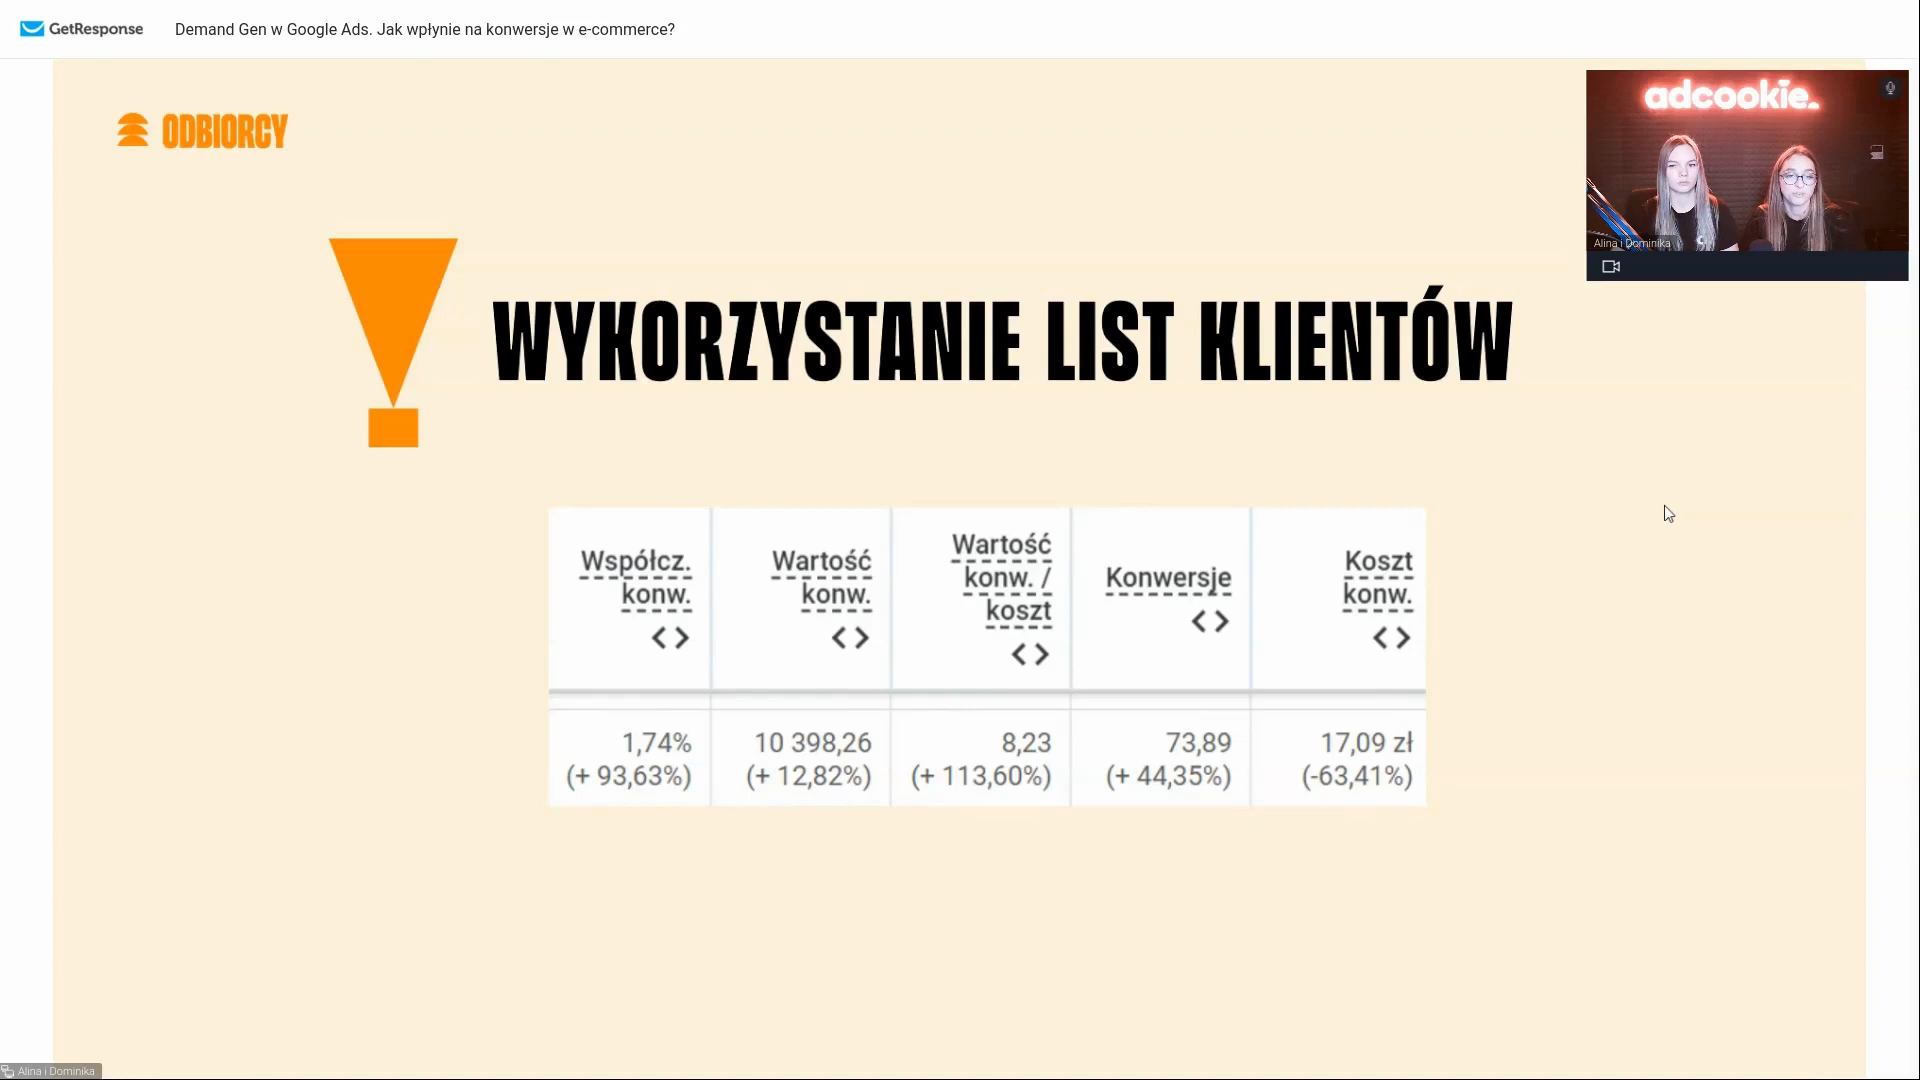 GetResponse
Demand Gen w Google Ads. Jak wpłynie na konwersje w e-commerce?
ODBIORCY
adcookie.
Alina i Dominika
WYKORZYSTANIE LIST KLIENTÓW
Współcz. konw.
Wartość konw.
Wartość konw. / koszt
Konwersje
Koszt konw.
1,74% (+ 93,63%)
10 398,26 (+ 12,82%)
8,23 (+ 113,60%)
73,89 (+ 44,35%)
17,09 zł (-63,41%)
Alina i Dominika